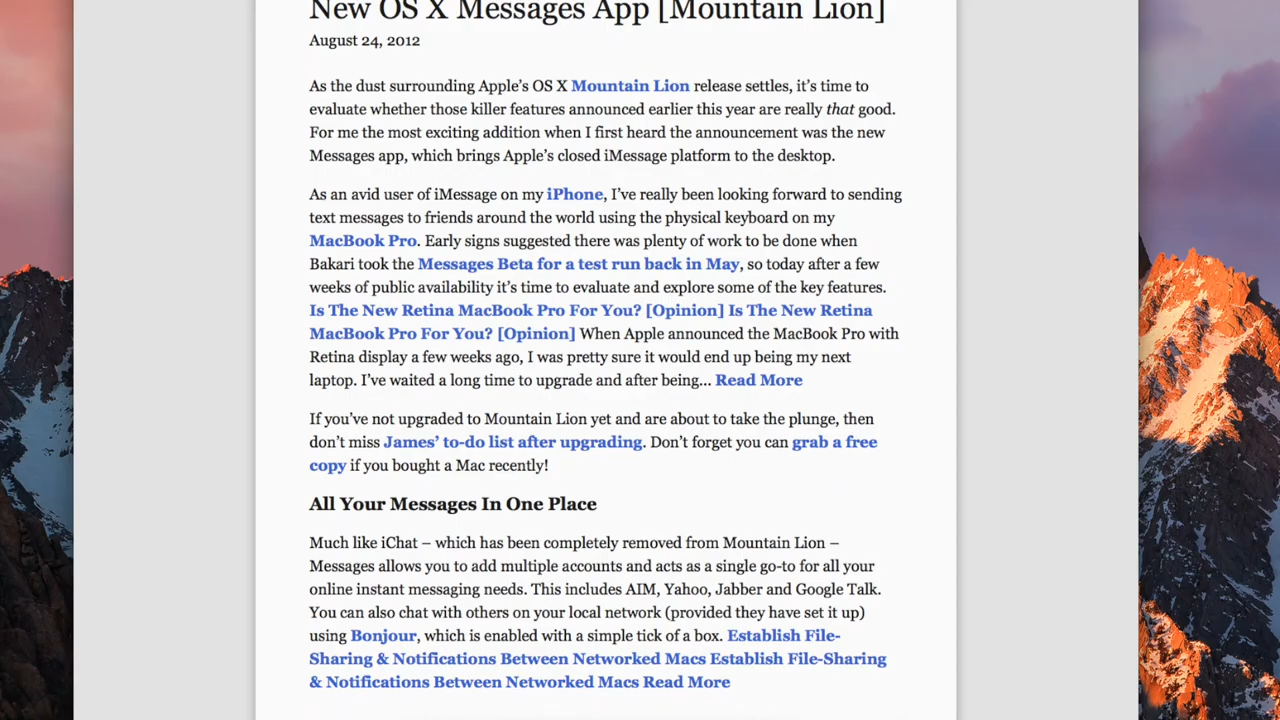 New OS X Messages App [Mountain Lion]
August 24, 2012
As the dust surrounding Apple's OS X Mountain Lion release settles, it's time to
evaluate whether those killer features announced earlier this year are really that good.
For me the most exciting addition when I first heard the announcement was the new
Messages app, which brings Apple's closed iMessage platform to the desktop.
As an avid user of iMessage on my iPhone, I've really been looking forward to sending
text messages to friends around the world using the physical keyboard on my
MacBook Pro. Early signs suggested there was plenty of work to be done when
Bakari took the Messages Beta for a test run back in May, so today after a few
weeks of public availability it's time to evaluate and explore some of the key features.
Is The New Retina MacBook Pro For You? [Opinion] Is The New Retina
MacBook Pro For You? [Opinion] When Apple announced the MacBook Pro with
Retina display a few weeks ago, I was pretty sure it would end up being my next
laptop. I've waited a long time to upgrade and after being... Read More
If you've not upgraded to Mountain Lion yet and are about to take the plunge, then
don't miss James' to-do list after upgrading. Don't forget you can grab a free
copy if you bought a Mac recently!
All Your Messages In One Place
Much like iChat – which has been completely removed from Mountain Lion –
Messages allows you to add multiple accounts and acts as a single go-to for all your
online instant messaging needs. This includes AIM, Yahoo, Jabber and Google Talk.
You can also chat with others on your local network (provided they have set it up)
using Bonjour, which is enabled with a simple tick of a box. Establish File-
Sharing & Notifications Between Networked Macs Establish File-Sharing
& Notifications Between Networked Macs Read More